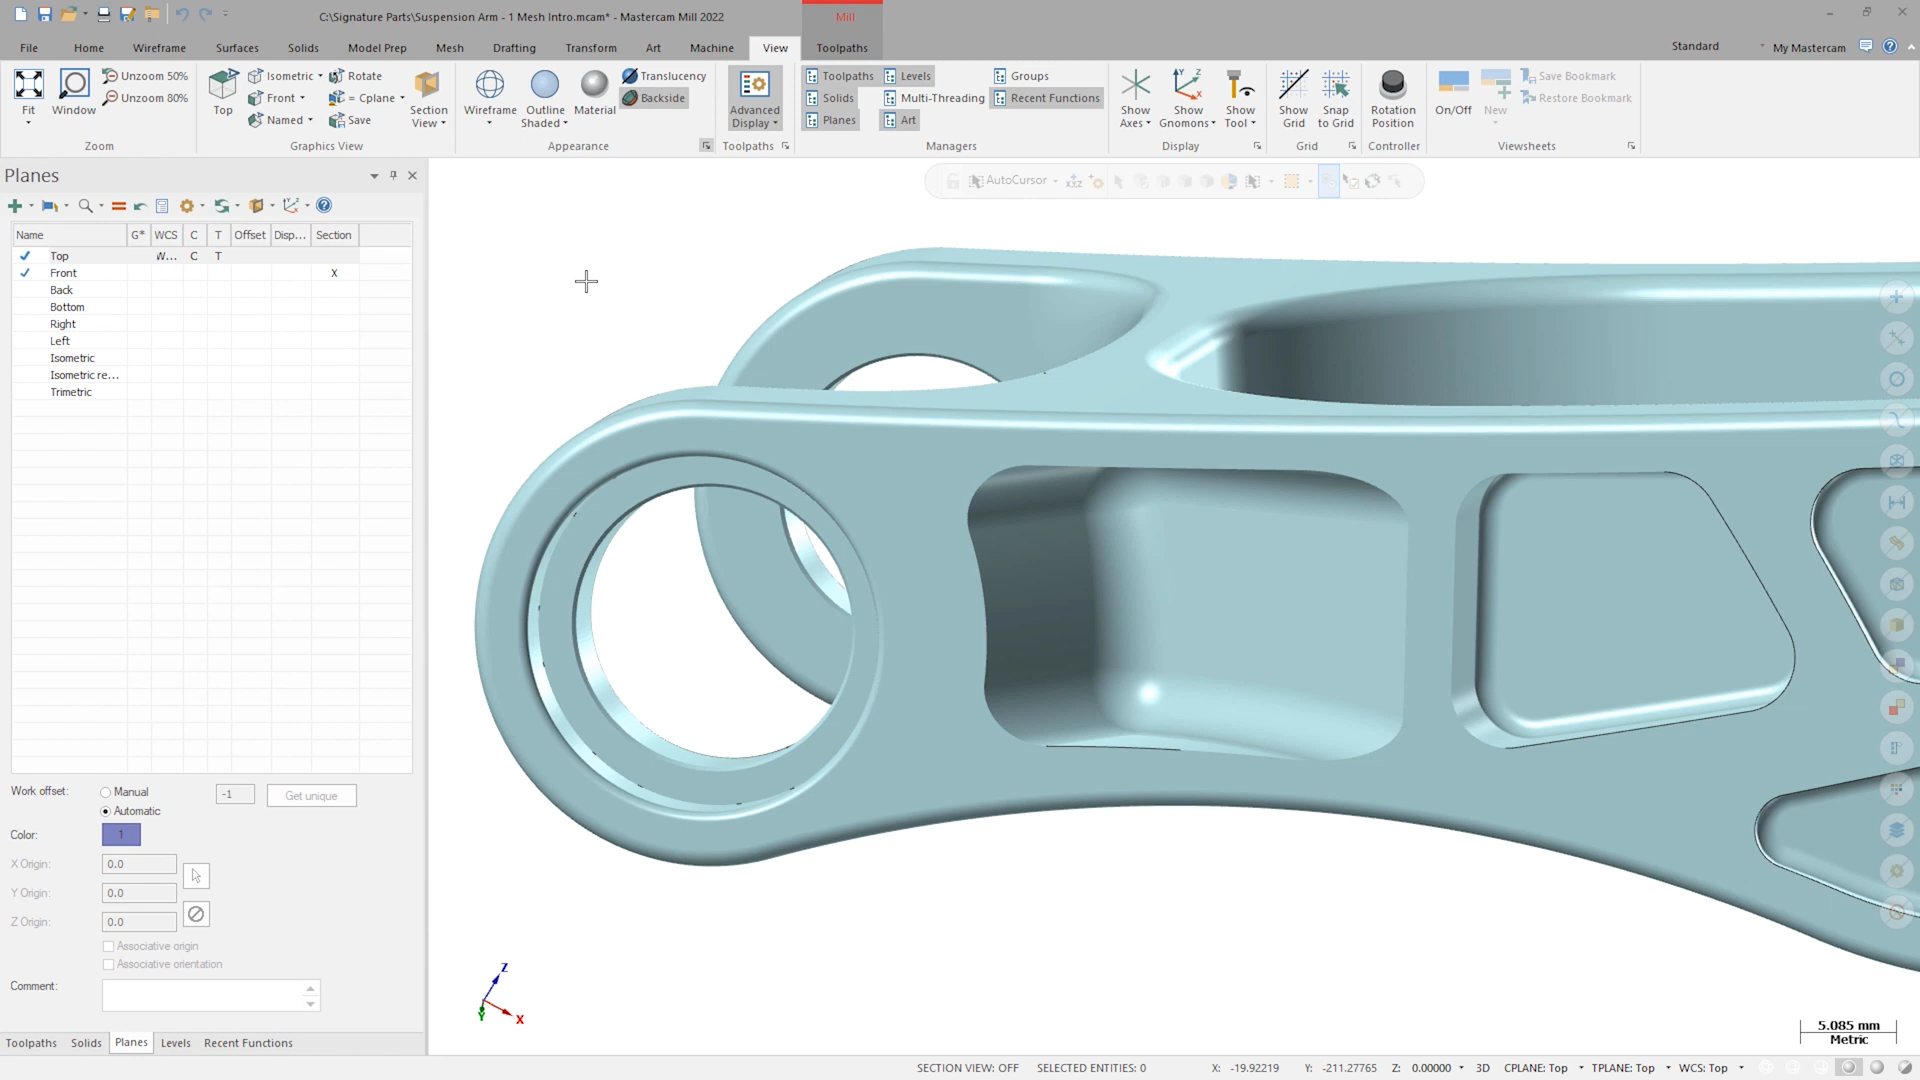 C:\Signature Parts\Suspension Arm - 1 Mesh Intro.mcam* - Mastercam Mill 2022
Mill
File Home Wireframe Surfaces Solids Model Prep Mesh Drafting Transform Art Machine View Toolpaths
Standard My Mastercam
Fit
Window
Unzoom 50%
Unzoom 80%
Zoom
Top
Isometric
Front
Named
Rotate
= Cplane
Save
Section View
Graphics View
Wireframe
Outline Shaded
Material
Translucency
Backside
Appearance
Advanced Display
Toolpaths
Toolpaths
Solids
Planes
Levels
Multi-Threading
Art
Groups
Recent Functions
Managers
Show Axes
Show Gnomons
Show Tool
Display
Show Grid
Snap to Grid
Grid
Rotation Position
Controller
On/Off
New
Save Bookmark
Restore Bookmark
Viewsheets
AutoCursor
Planes
Name G* WCS C T Offset Disp... Section
Top W... C T
Front X
Back
Bottom
Right
Left
Isometric
Isometric re...
Trimetric
Work offset: Manual -1 Get unique
Automatic
Color: 1
X Origin: 0.0
Y Origin: 0.0
Z Origin: 0.0
Associative origin
Associative orientation
Comment:
Toolpaths Solids Planes Levels Recent Functions
Z
X
Y
5.085 mm
Metric
SECTION VIEW: OFF SELECTED ENTITIES: 0 X: -19.92219 Y: -211.27765 Z: 0.00000 3D CPLANE: Top TPLANE: Top WCS: Top